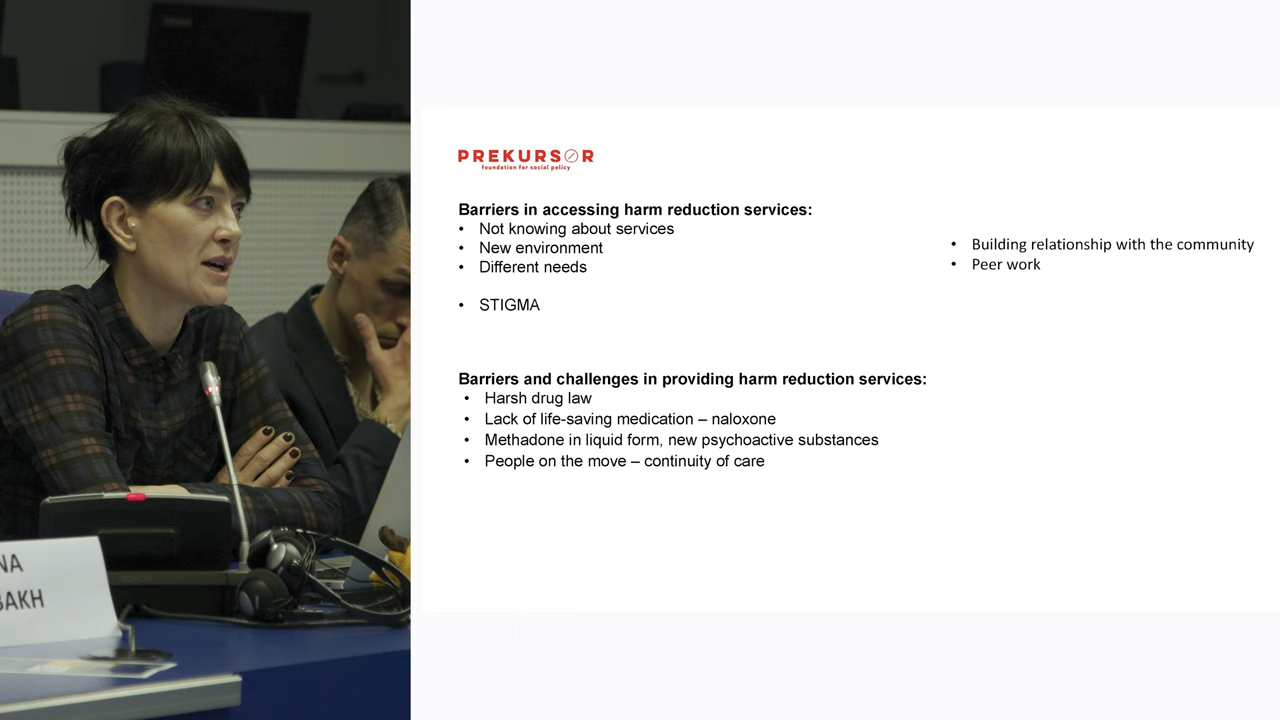 PREKURSOR
foundation for social policy
Barriers in accessing harm reduction services:
• Not knowing about services
• New environment
• Different needs
• STIGMA
• Building relationship with the community
• Peer work
Barriers and challenges in providing harm reduction services:
• Harsh drug law
• Lack of life-saving medication – naloxone
• Methadone in liquid form, new psychoactive substances
• People on the move – continuity of care
NA
BAKH